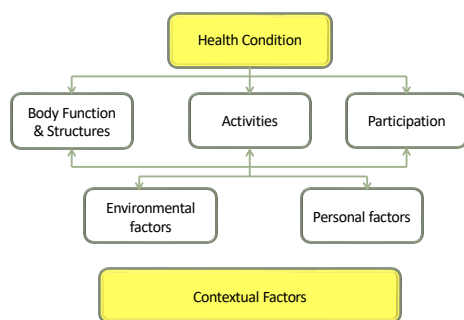 Health Condition
Body Function
& Structures
Activities
Participation
Environmental
factors
Personal factors
Contextual Factors